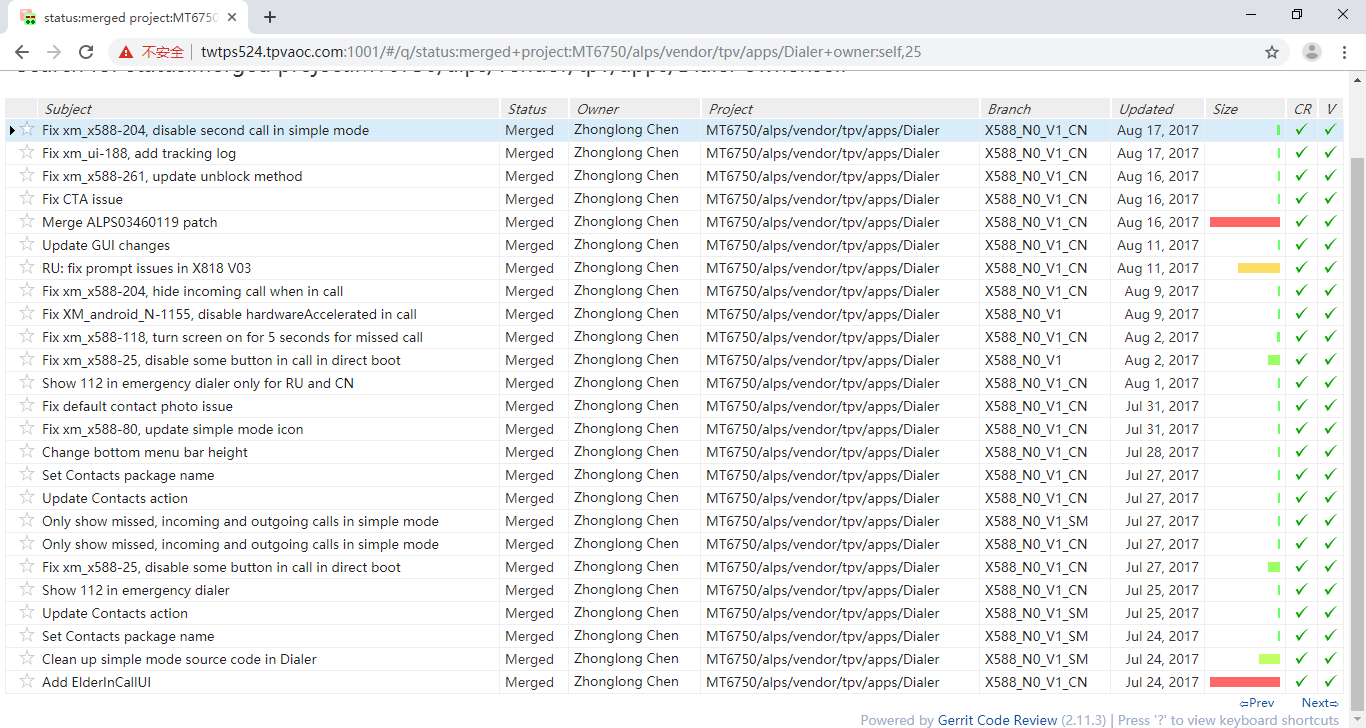 status:merged project:MT6750
不安全 twtps524.tpvaoc.com:1001/#/q/status:merged+project:MT6750/alps/vendor/tpv/apps/Dialer+owner:self,25
Search for status:merged project:MT6750/alps/vendor/tpv/apps/Dialer owner:self
Subject Status Owner Project Branch Updated Size CR V
Fix xm_x588-204, disable second call in simple mode Merged Zhonglong Chen MT6750/alps/vendor/tpv/apps/Dialer X588_N0_V1_CN Aug 17, 2017 ✓ ✓
Fix xm_ui-188, add tracking log Merged Zhonglong Chen MT6750/alps/vendor/tpv/apps/Dialer X588_N0_V1_CN Aug 17, 2017 ✓ ✓
Fix xm_x588-261, update unblock method Merged Zhonglong Chen MT6750/alps/vendor/tpv/apps/Dialer X588_N0_V1_CN Aug 16, 2017 ✓ ✓
Fix CTA issue Merged Zhonglong Chen MT6750/alps/vendor/tpv/apps/Dialer X588_N0_V1_CN Aug 16, 2017 ✓ ✓
Merge ALPS03460119 patch Merged Zhonglong Chen MT6750/alps/vendor/tpv/apps/Dialer X588_N0_V1_CN Aug 16, 2017 ✓ ✓
Update GUI changes Merged Zhonglong Chen MT6750/alps/vendor/tpv/apps/Dialer X588_N0_V1_CN Aug 11, 2017 ✓ ✓
RU: fix prompt issues in X818 V03 Merged Zhonglong Chen MT6750/alps/vendor/tpv/apps/Dialer X588_N0_V1_CN Aug 11, 2017 ✓ ✓
Fix xm_x588-204, hide incoming call when in call Merged Zhonglong Chen MT6750/alps/vendor/tpv/apps/Dialer X588_N0_V1_CN Aug 9, 2017 ✓ ✓
Fix XM_android_N-1155, disable hardwareAccelerated in call Merged Zhonglong Chen MT6750/alps/vendor/tpv/apps/Dialer X588_N0_V1 Aug 9, 2017 ✓ ✓
Fix xm_x588-118, turn screen on for 5 seconds for missed call Merged Zhonglong Chen MT6750/alps/vendor/tpv/apps/Dialer X588_N0_V1_CN Aug 2, 2017 ✓ ✓
Fix xm_x588-25, disable some button in call in direct boot Merged Zhonglong Chen MT6750/alps/vendor/tpv/apps/Dialer X588_N0_V1 Aug 2, 2017 ✓ ✓
Show 112 in emergency dialer only for RU and CN Merged Zhonglong Chen MT6750/alps/vendor/tpv/apps/Dialer X588_N0_V1_CN Aug 1, 2017 ✓ ✓
Fix default contact photo issue Merged Zhonglong Chen MT6750/alps/vendor/tpv/apps/Dialer X588_N0_V1_CN Jul 31, 2017 ✓ ✓
Fix xm_x588-80, update simple mode icon Merged Zhonglong Chen MT6750/alps/vendor/tpv/apps/Dialer X588_N0_V1_CN Jul 31, 2017 ✓ ✓
Change bottom menu bar height Merged Zhonglong Chen MT6750/alps/vendor/tpv/apps/Dialer X588_N0_V1_CN Jul 28, 2017 ✓ ✓
Set Contacts package name Merged Zhonglong Chen MT6750/alps/vendor/tpv/apps/Dialer X588_N0_V1_CN Jul 27, 2017 ✓ ✓
Update Contacts action Merged Zhonglong Chen MT6750/alps/vendor/tpv/apps/Dialer X588_N0_V1_CN Jul 27, 2017 ✓ ✓
Only show missed, incoming and outgoing calls in simple mode Merged Zhonglong Chen MT6750/alps/vendor/tpv/apps/Dialer X588_N0_V1_SM Jul 27, 2017 ✓ ✓
Only show missed, incoming and outgoing calls in simple mode Merged Zhonglong Chen MT6750/alps/vendor/tpv/apps/Dialer X588_N0_V1_CN Jul 27, 2017 ✓ ✓
Fix xm_x588-25, disable some button in call in direct boot Merged Zhonglong Chen MT6750/alps/vendor/tpv/apps/Dialer X588_N0_V1_CN Jul 27, 2017 ✓ ✓
Show 112 in emergency dialer Merged Zhonglong Chen MT6750/alps/vendor/tpv/apps/Dialer X588_N0_V1_CN Jul 25, 2017 ✓ ✓
Update Contacts action Merged Zhonglong Chen MT6750/alps/vendor/tpv/apps/Dialer X588_N0_V1_SM Jul 25, 2017 ✓ ✓
Set Contacts package name Merged Zhonglong Chen MT6750/alps/vendor/tpv/apps/Dialer X588_N0_V1_SM Jul 24, 2017 ✓ ✓
Clean up simple mode source code in Dialer Merged Zhonglong Chen MT6750/alps/vendor/tpv/apps/Dialer X588_N0_V1_SM Jul 24, 2017 ✓ ✓
Add ElderInCallUI Merged Zhonglong Chen MT6750/alps/vendor/tpv/apps/Dialer X588_N0_V1_CN Jul 24, 2017 ✓ ✓
⇦Prev Next⇨
Powered by Gerrit Code Review (2.11.3) | Press '?' to view keyboard shortcuts